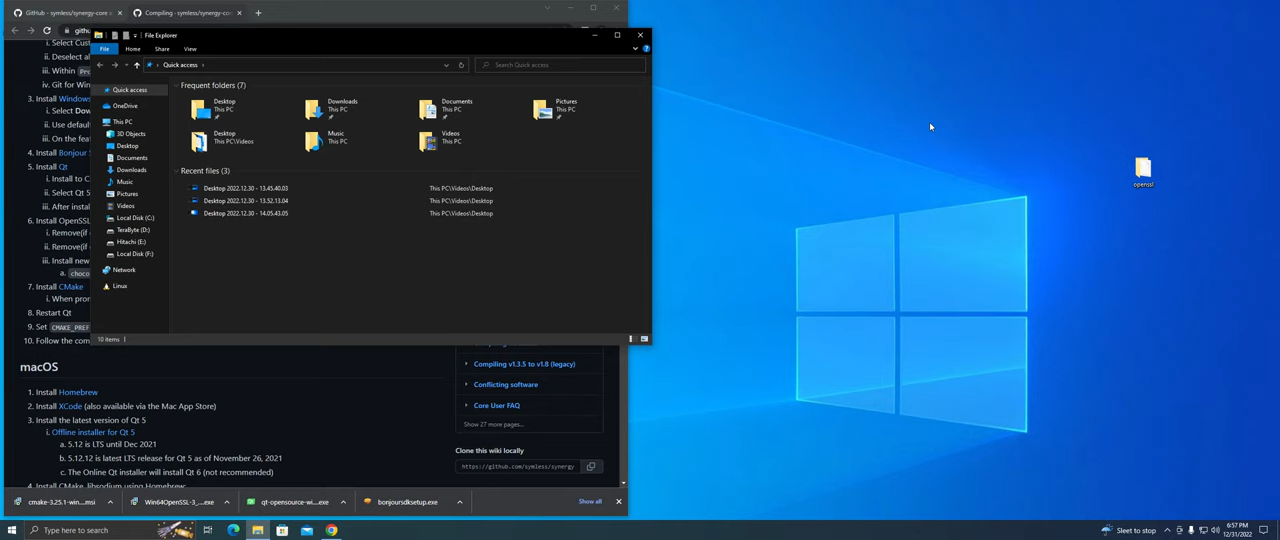 GitHub - symless/synergy-core a
Compiling - symless/synergy-cor
githu
i. Select Cus
ii. Deselect al
iii. Within Pro
iv. Git for Win
3. Install Windows
i. Select Dow
ii. Use defau
iii. On the feat
4. Install Bonjour S
5. Install Qt
i. Install to C
ii. Select Qt 5
iii. After instal
6. Install OpenSSL
i. Remove(if
ii. Remove(if
iii. Install new
a. choco
7. Install CMake
i. When pron
8. Restart Qt
9. Set CMAKE_PREF
10. Follow the com
File Explorer
File
Home
Share
View
Quick access
Search Quick access
Quick access
OneDrive
This PC
3D Objects
Desktop
Documents
Downloads
Music
Pictures
Videos
Local Disk (C:)
TeraByte (D:)
Hitachi (E:)
Local Disk (F:)
Network
Linux
Frequent folders (7)
Desktop
This PC
Downloads
This PC
Documents
This PC
Pictures
This PC
Desktop
This PC\Videos
Music
This PC
Videos
This PC
Recent files (3)
Desktop 2022.12.30 - 13.45.40.03
This PC\Videos\Desktop
Desktop 2022.12.30 - 13.52.13.04
This PC\Videos\Desktop
Desktop 2022.12.30 - 14.05.43.05
This PC\Videos\Desktop
10 items
macOS
1. Install Homebrew
2. Install XCode (also available via the Mac App Store)
3. Install the latest version of Qt 5
i. Offline installer for Qt 5
a. 5.12 is LTS until Dec 2021
b. 5.12.12 is latest LTS release for Qt 5 as of November 26, 2021
c. The Online Qt installer will install Qt 6 (not recommended)
4. Install CMake, libsodium using Homebrew
Compiling v1.3.5 to v1.8 (legacy)
Conflicting software
Core User FAQ
Show 27 more pages...
Clone this wiki locally
https://github.com/symless/synergy
cmake-3.25.1-win....msi
Win64OpenSSL-3_....exe
qt-opensource-wi....exe
bonjoursdksetup.exe
Show all
openssl
Type here to search
Sleet to stop
6:57 PM
12/31/2022